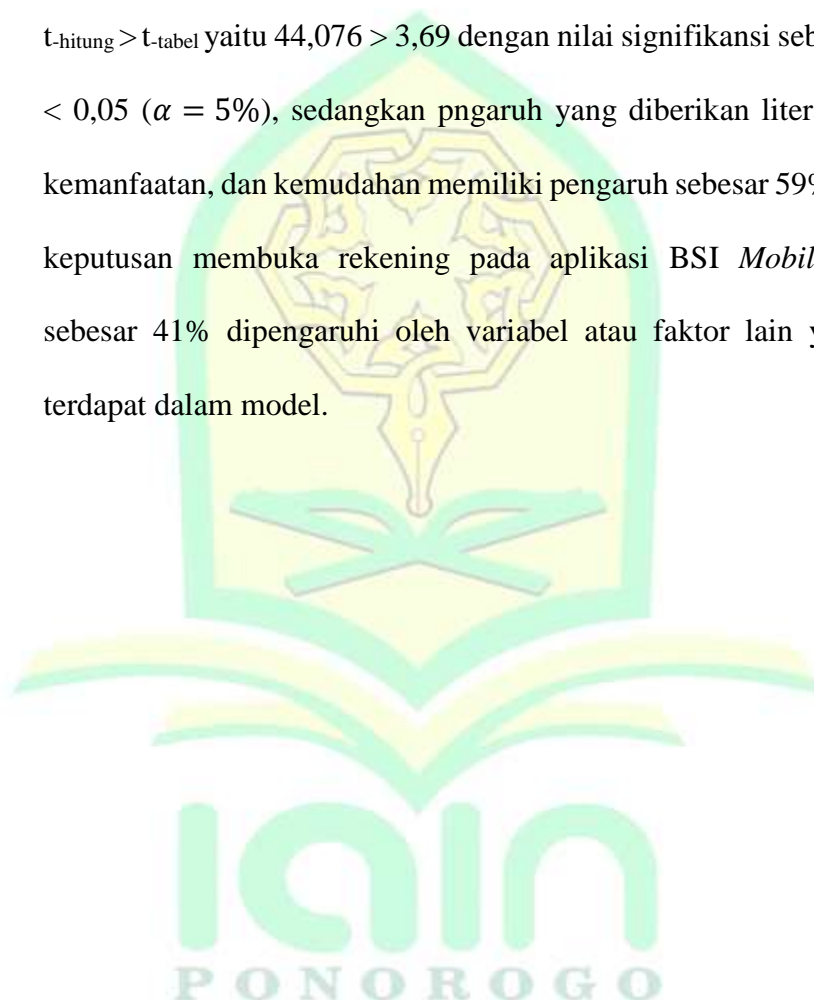 t-hitung > t-tabel yaitu 44,076 > 3,69 dengan nilai signifikansi seb
< 0,05 (𝛼 = 5%), sedangkan pngaruh yang diberikan liter
kemanfaatan, dan kemudahan memiliki pengaruh sebesar 59%
keputusan membuka rekening pada aplikasi BSI Mobil
sebesar 41% dipengaruhi oleh variabel atau faktor lain y
terdapat dalam model.
iain
PONOROGO